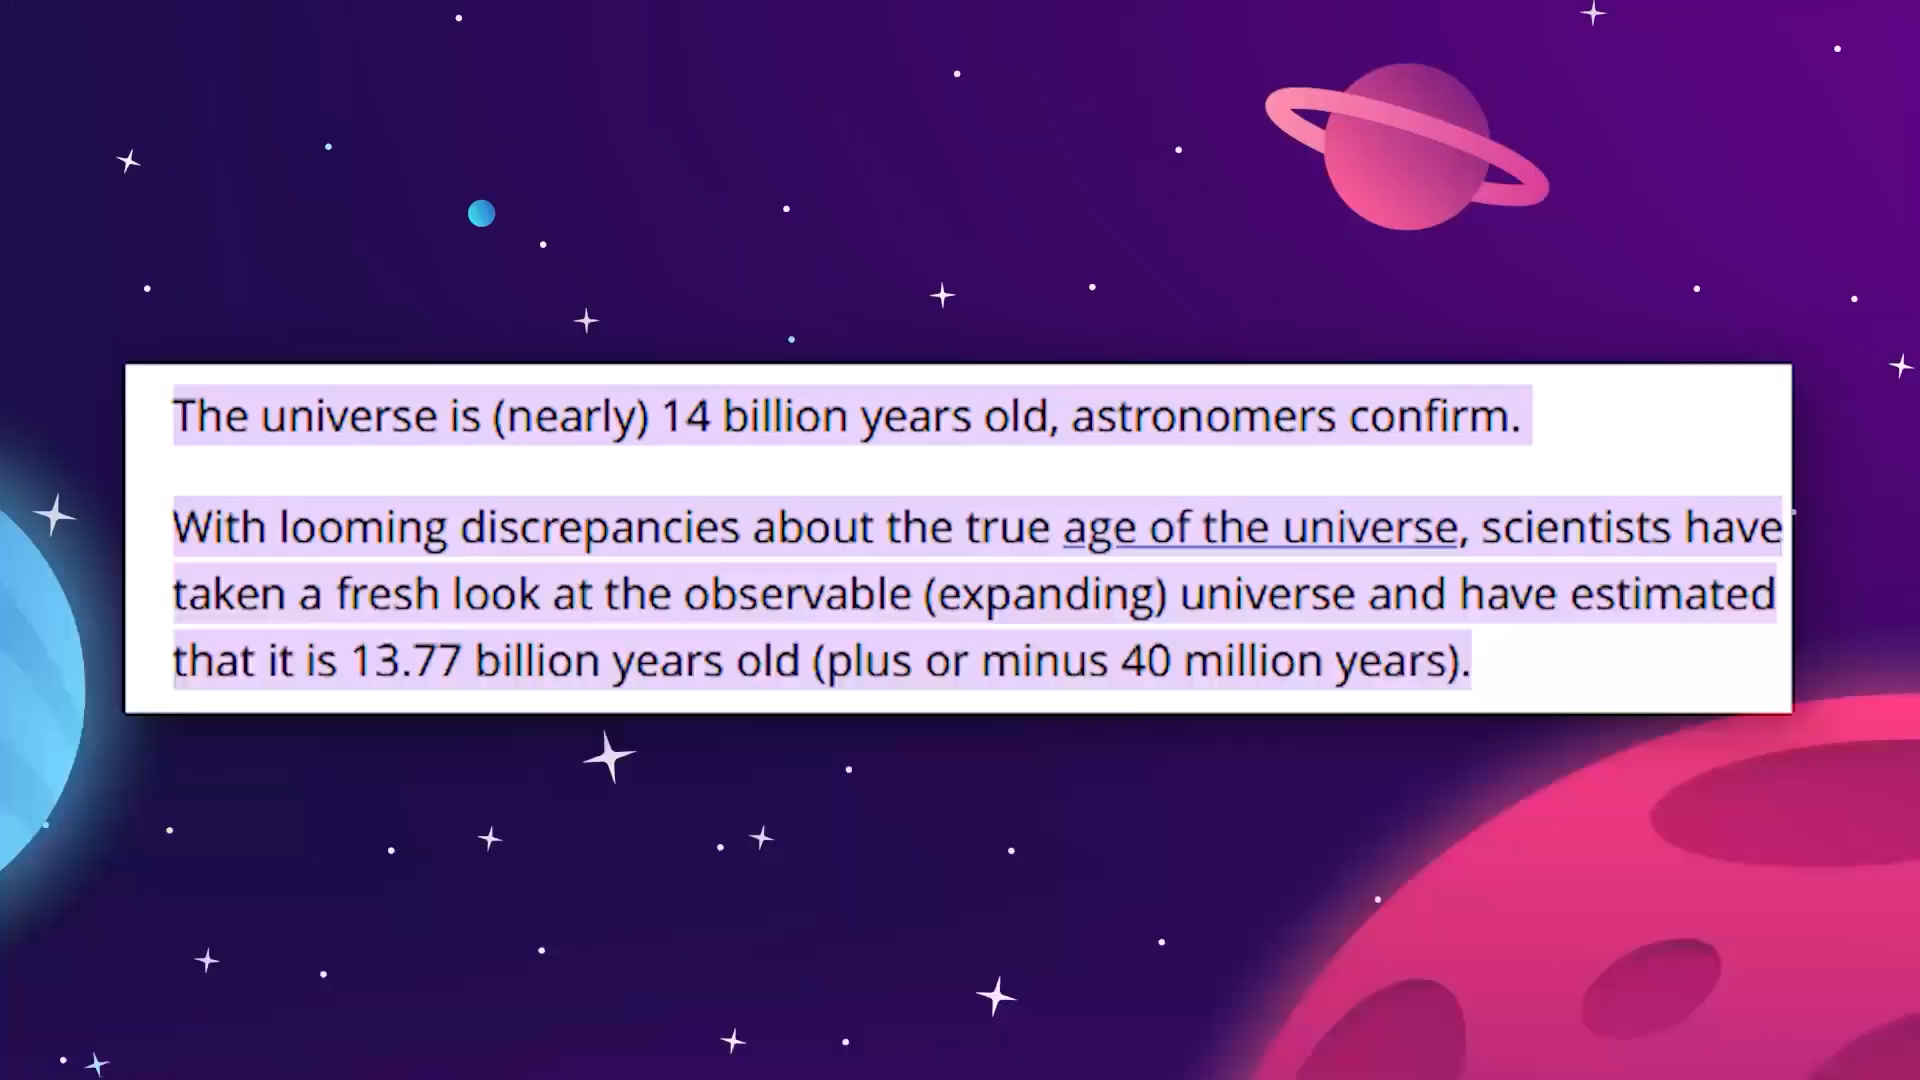 The universe is (nearly) 14 billion years old, astronomers confirm.
With looming discrepancies about the true age of the universe, scientists have
taken a fresh look at the observable (expanding) universe and have estimated
that it is 13.77 billion years old (plus or minus 40 million years).